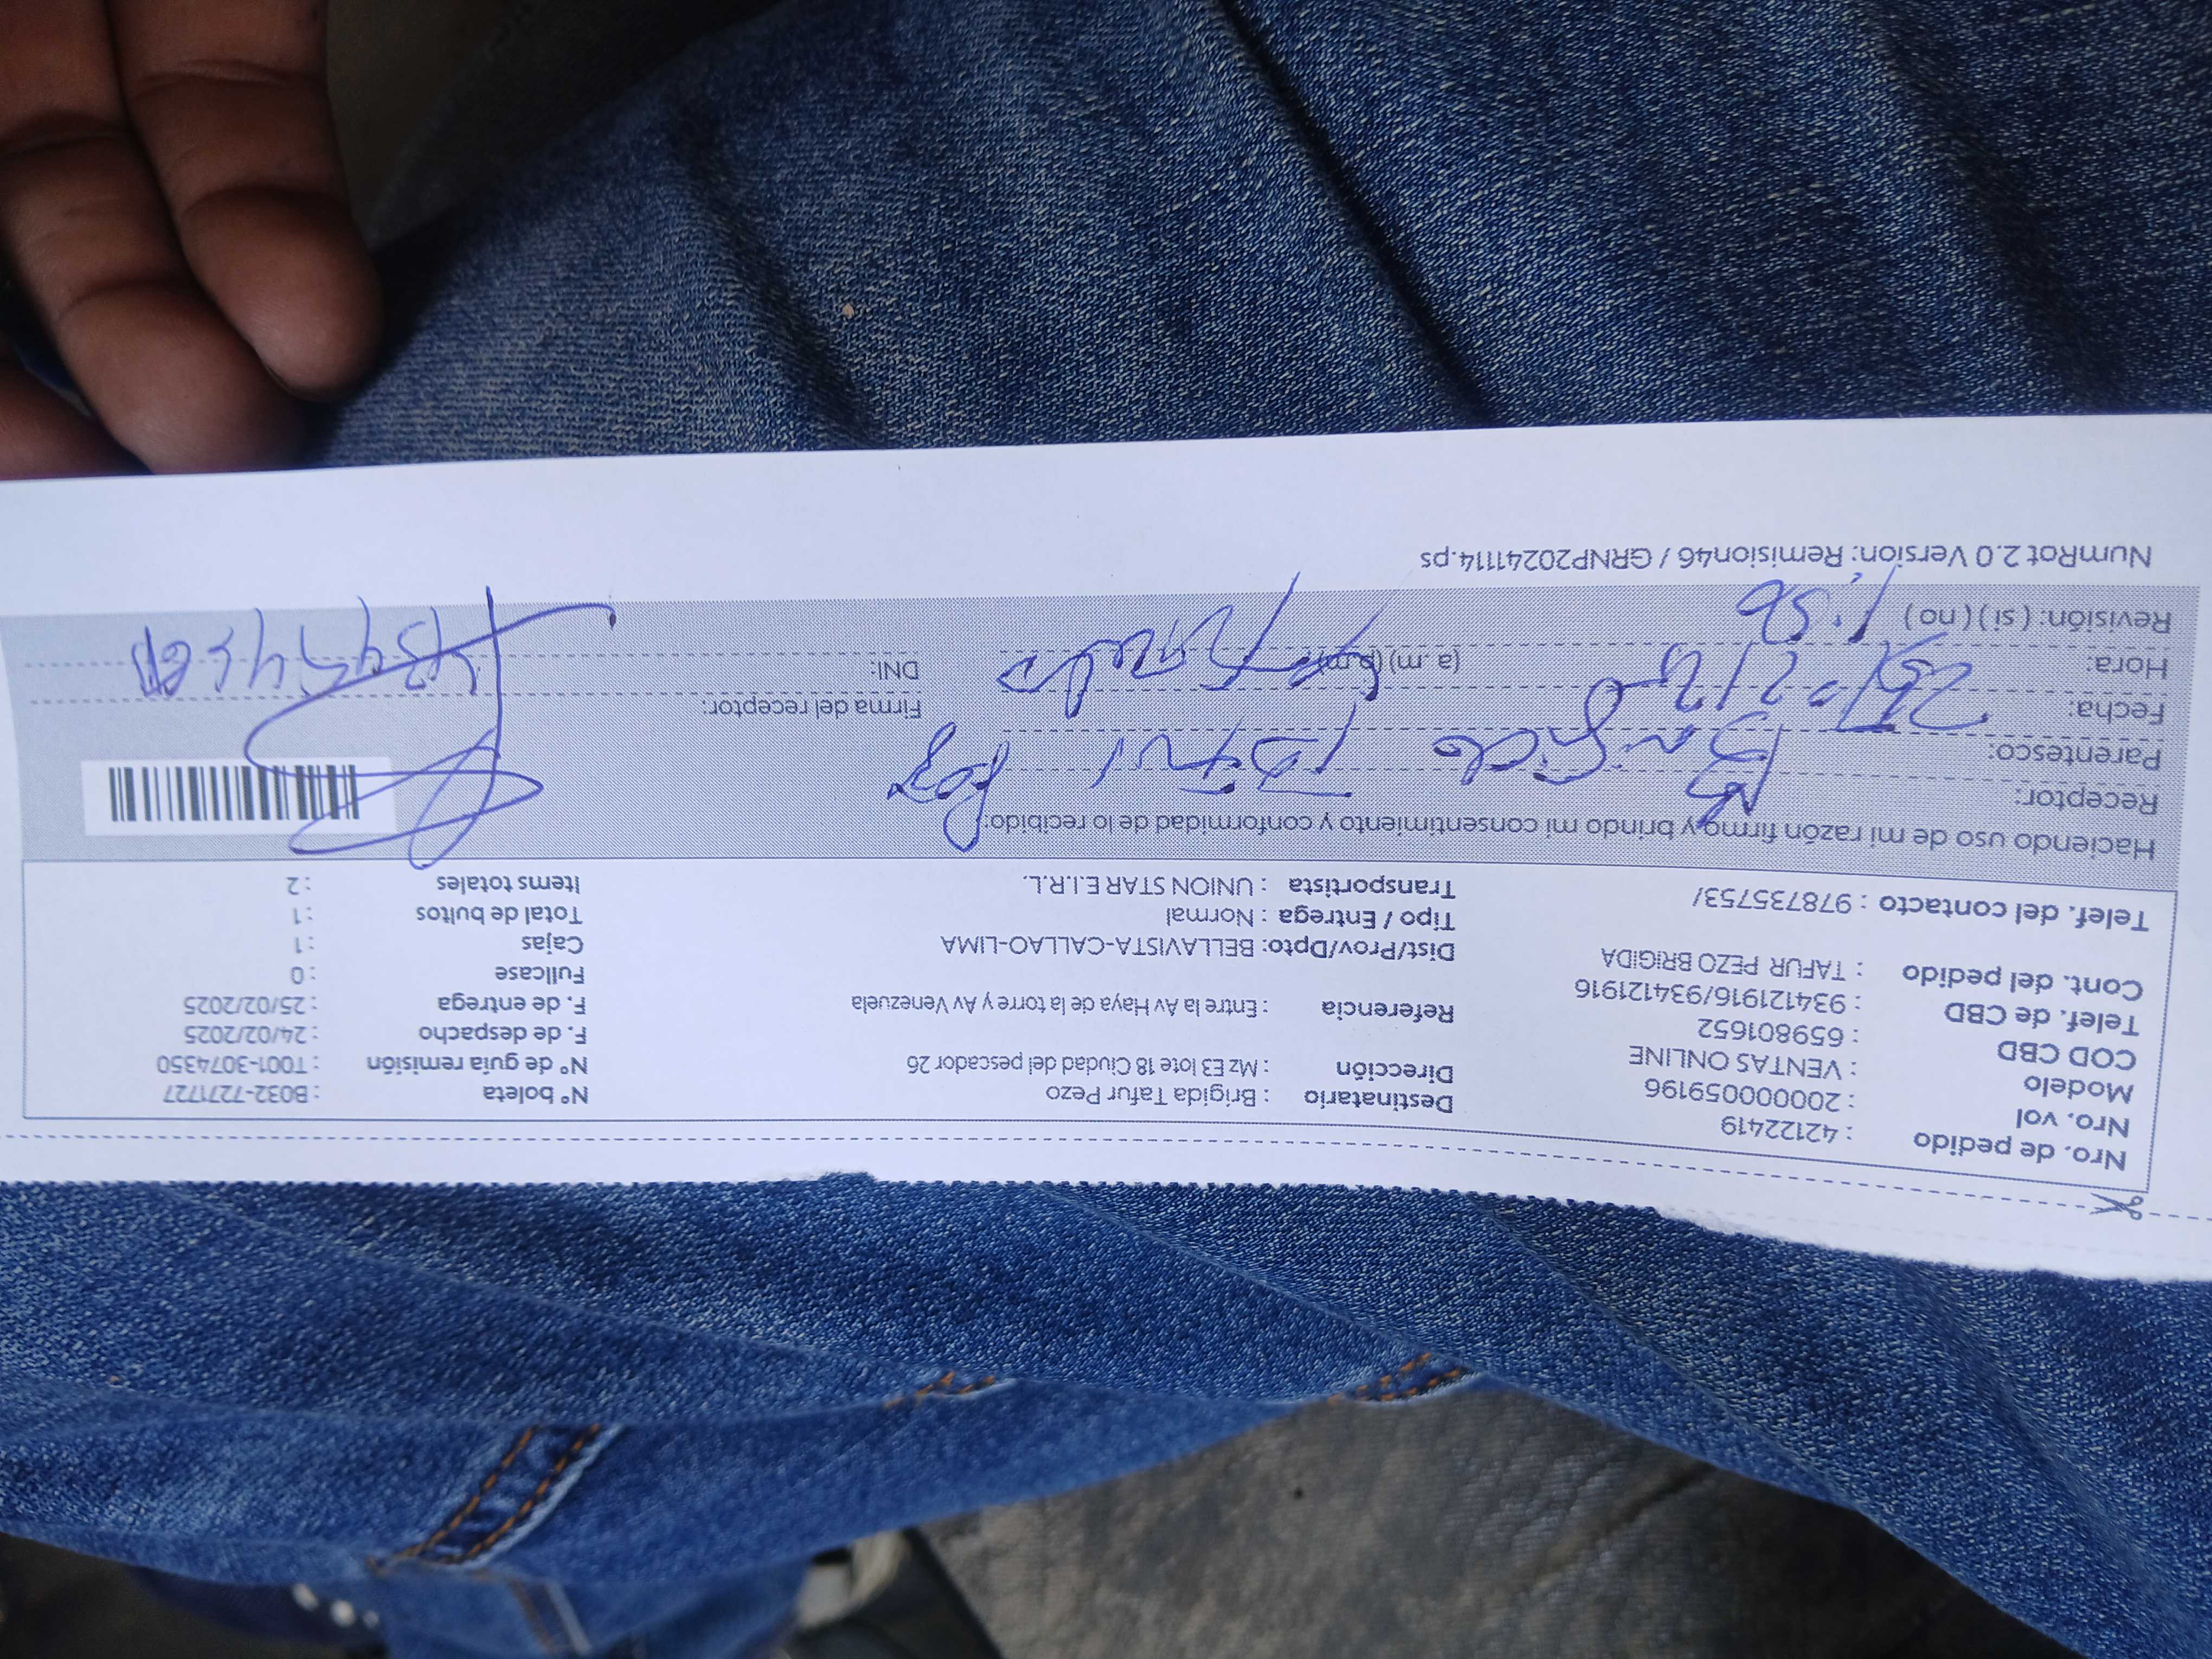 Nro. de pedido : 42122419
Nro. vol : 2000000059196
Modelo : VENTAS ONLINE
COD CBD : 659801652
Telef. de CBD : 934121916/934121916
Cont. del pedido : TAFUR PEZO BRIGIDA
Telef. del contacto : 978735753/
Destinatario : Brigida Tafur Pezo
Dirección : Mz E3 lote 18 Ciudad del pescador 26
Referencia : Entre la Av Haya de la torre y Av Venezuela
Dist/Prov/Dpto: BELLAVISTA-CALLAO-LIMA
Tipo / Entrega : Normal
Transportista : UNION STAR E.I.R.L.
N° boleta : B032-7271727
N° de guía remisión : T001-3074350
F. de despacho : 24/02/2025
F. de entrega : 25/02/2025
Fullcase : 0
Cajas : 1
Total de bultos : 1
Items totales : 2
Haciendo uso de mi razón firmo y brindo mi consentimiento y conformidad de lo recibido:
Receptor:
Parentesco:
Fecha:
Hora: (a .m) (p.m)
Revisión: ( si ) ( no ) 1:56
Firma del receptor:
DNI:
NumRot 2.0 Version: Remision46 / GRNP20241114.ps